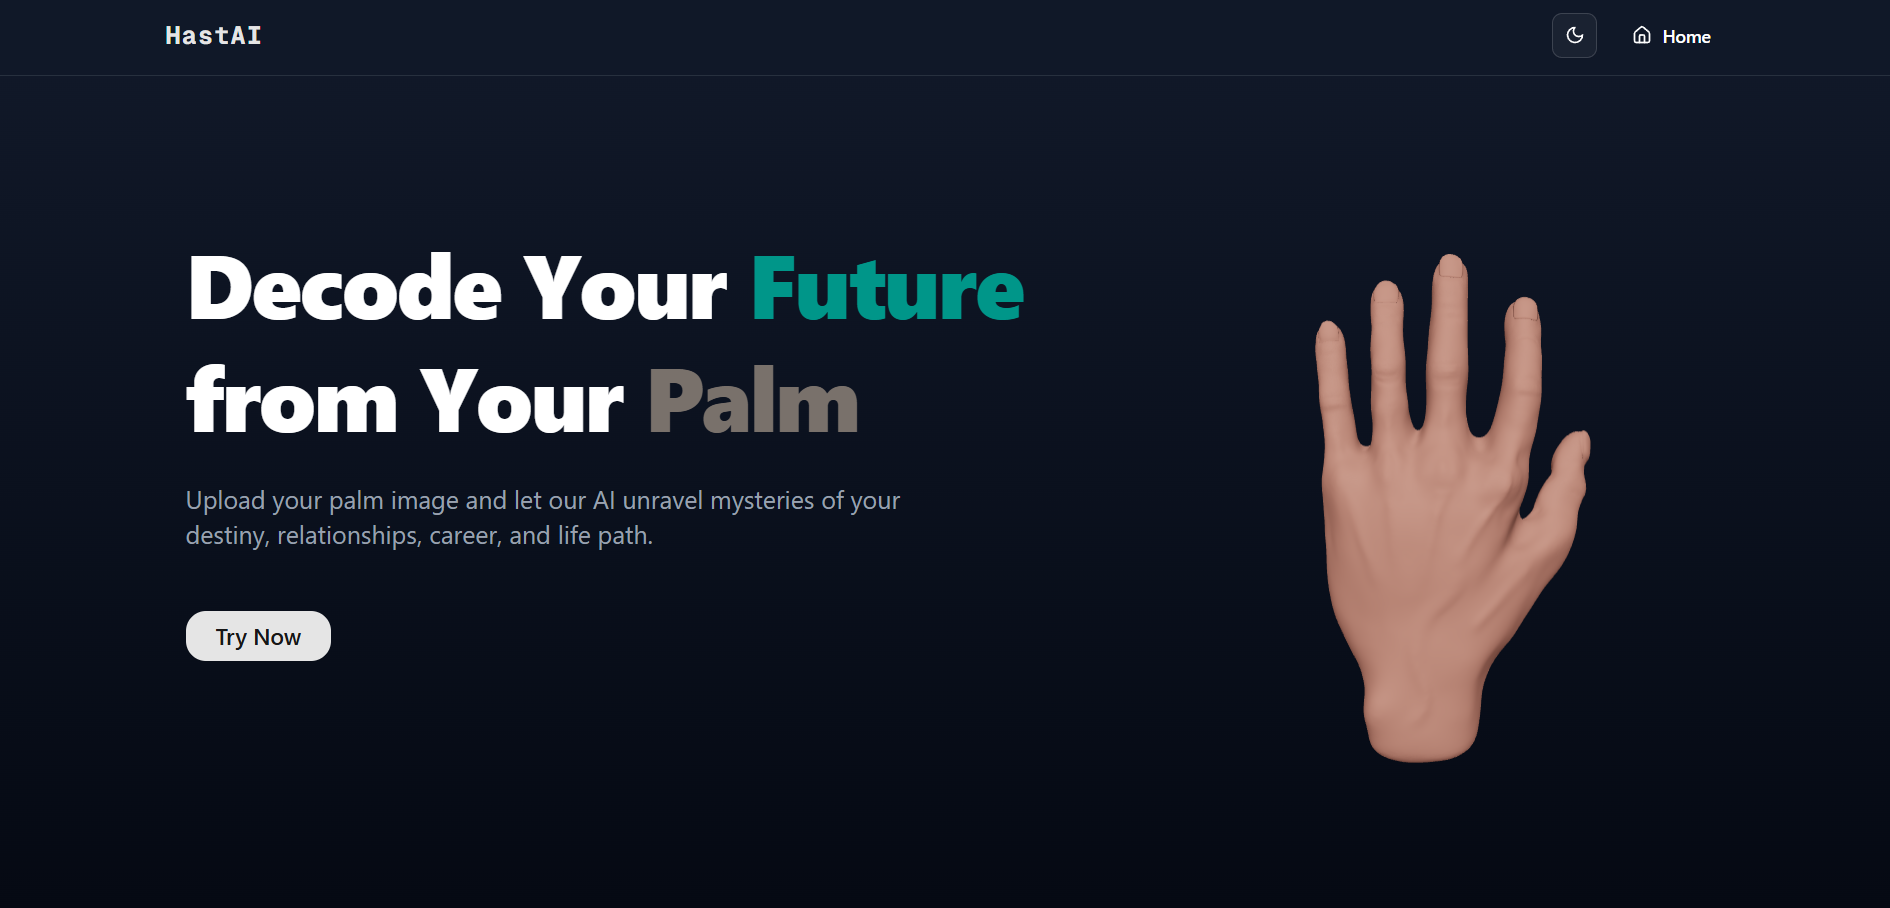 HastAI
Home
Decode Your Future
from Your Palm
Upload your palm image and let our AI unravel mysteries of your
destiny, relationships, career, and life path.
Try Now